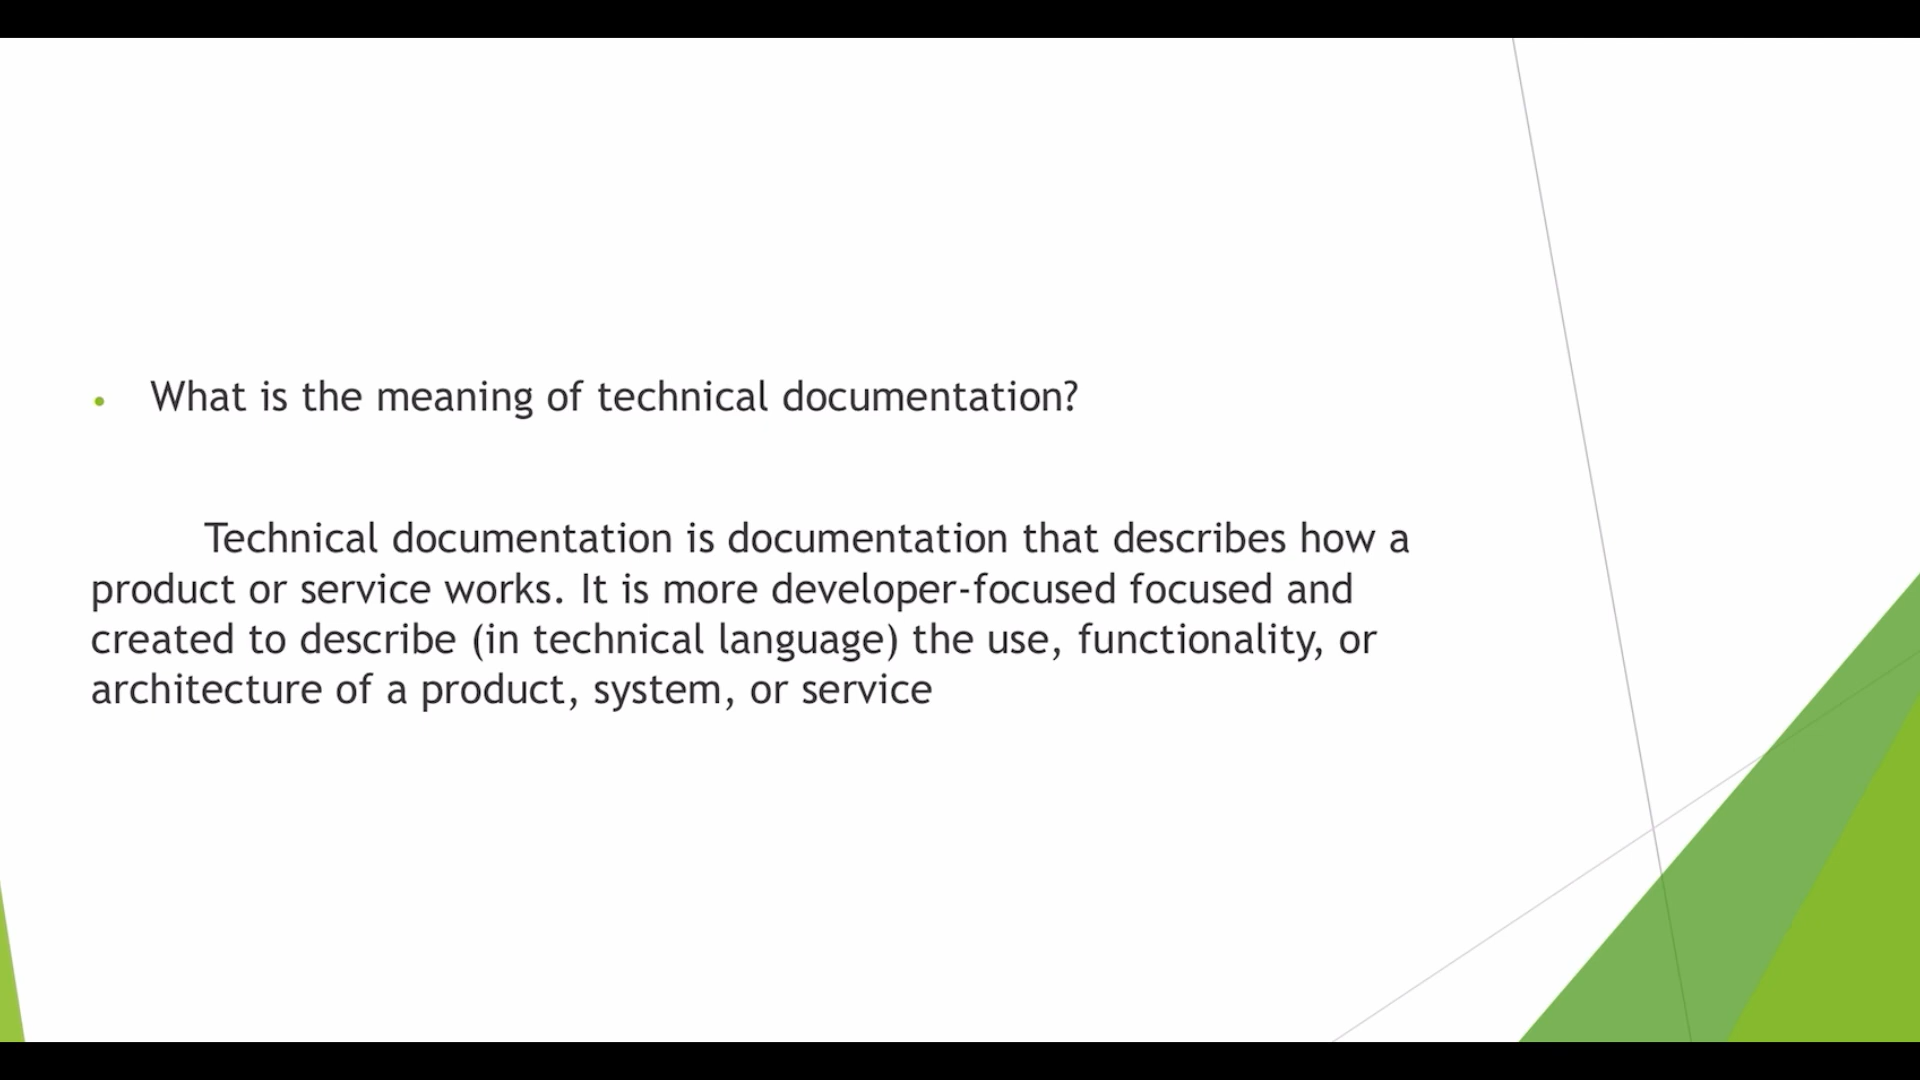 • What is the meaning of technical documentation?
Technical documentation is documentation that describes how a
product or service works. It is more developer-focused focused and
created to describe (in technical language) the use, functionality, or
architecture of a product, system, or service